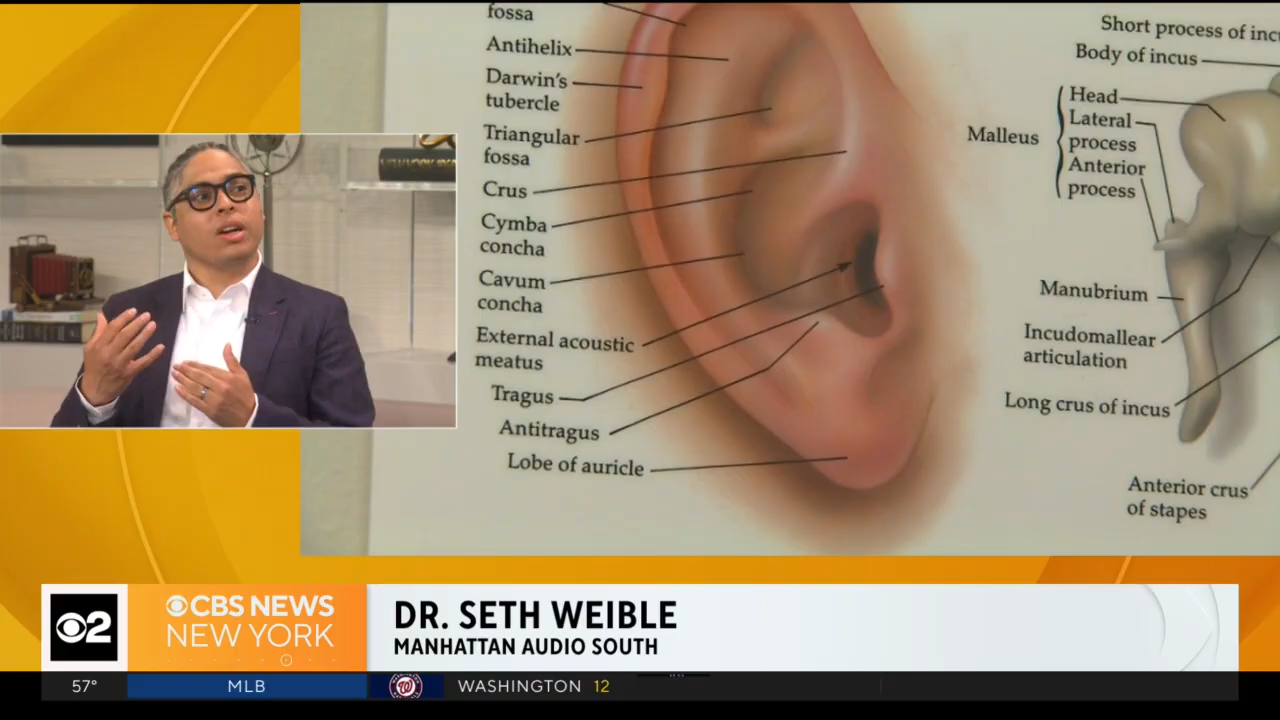 fossa
Antihelix
Darwin's
tubercle
Triangular
fossa
Crus
Cymba
concha
Cavum
concha
External acoustic
meatus
Tragus
Antitragus
Lobe of auricle
Short process of
Body of incus
Malleus
Head
Lateral
process
Anterior
process
Manubrium
Incudomallear
articulation
Long crus of incus
Anterior crus
of stapes
2
CBS NEWS
NEW YORK
DR. SETH WEIBLE
MANHATTAN AUDIO SOUTH
57°
MLB
W
WASHINGTON 12